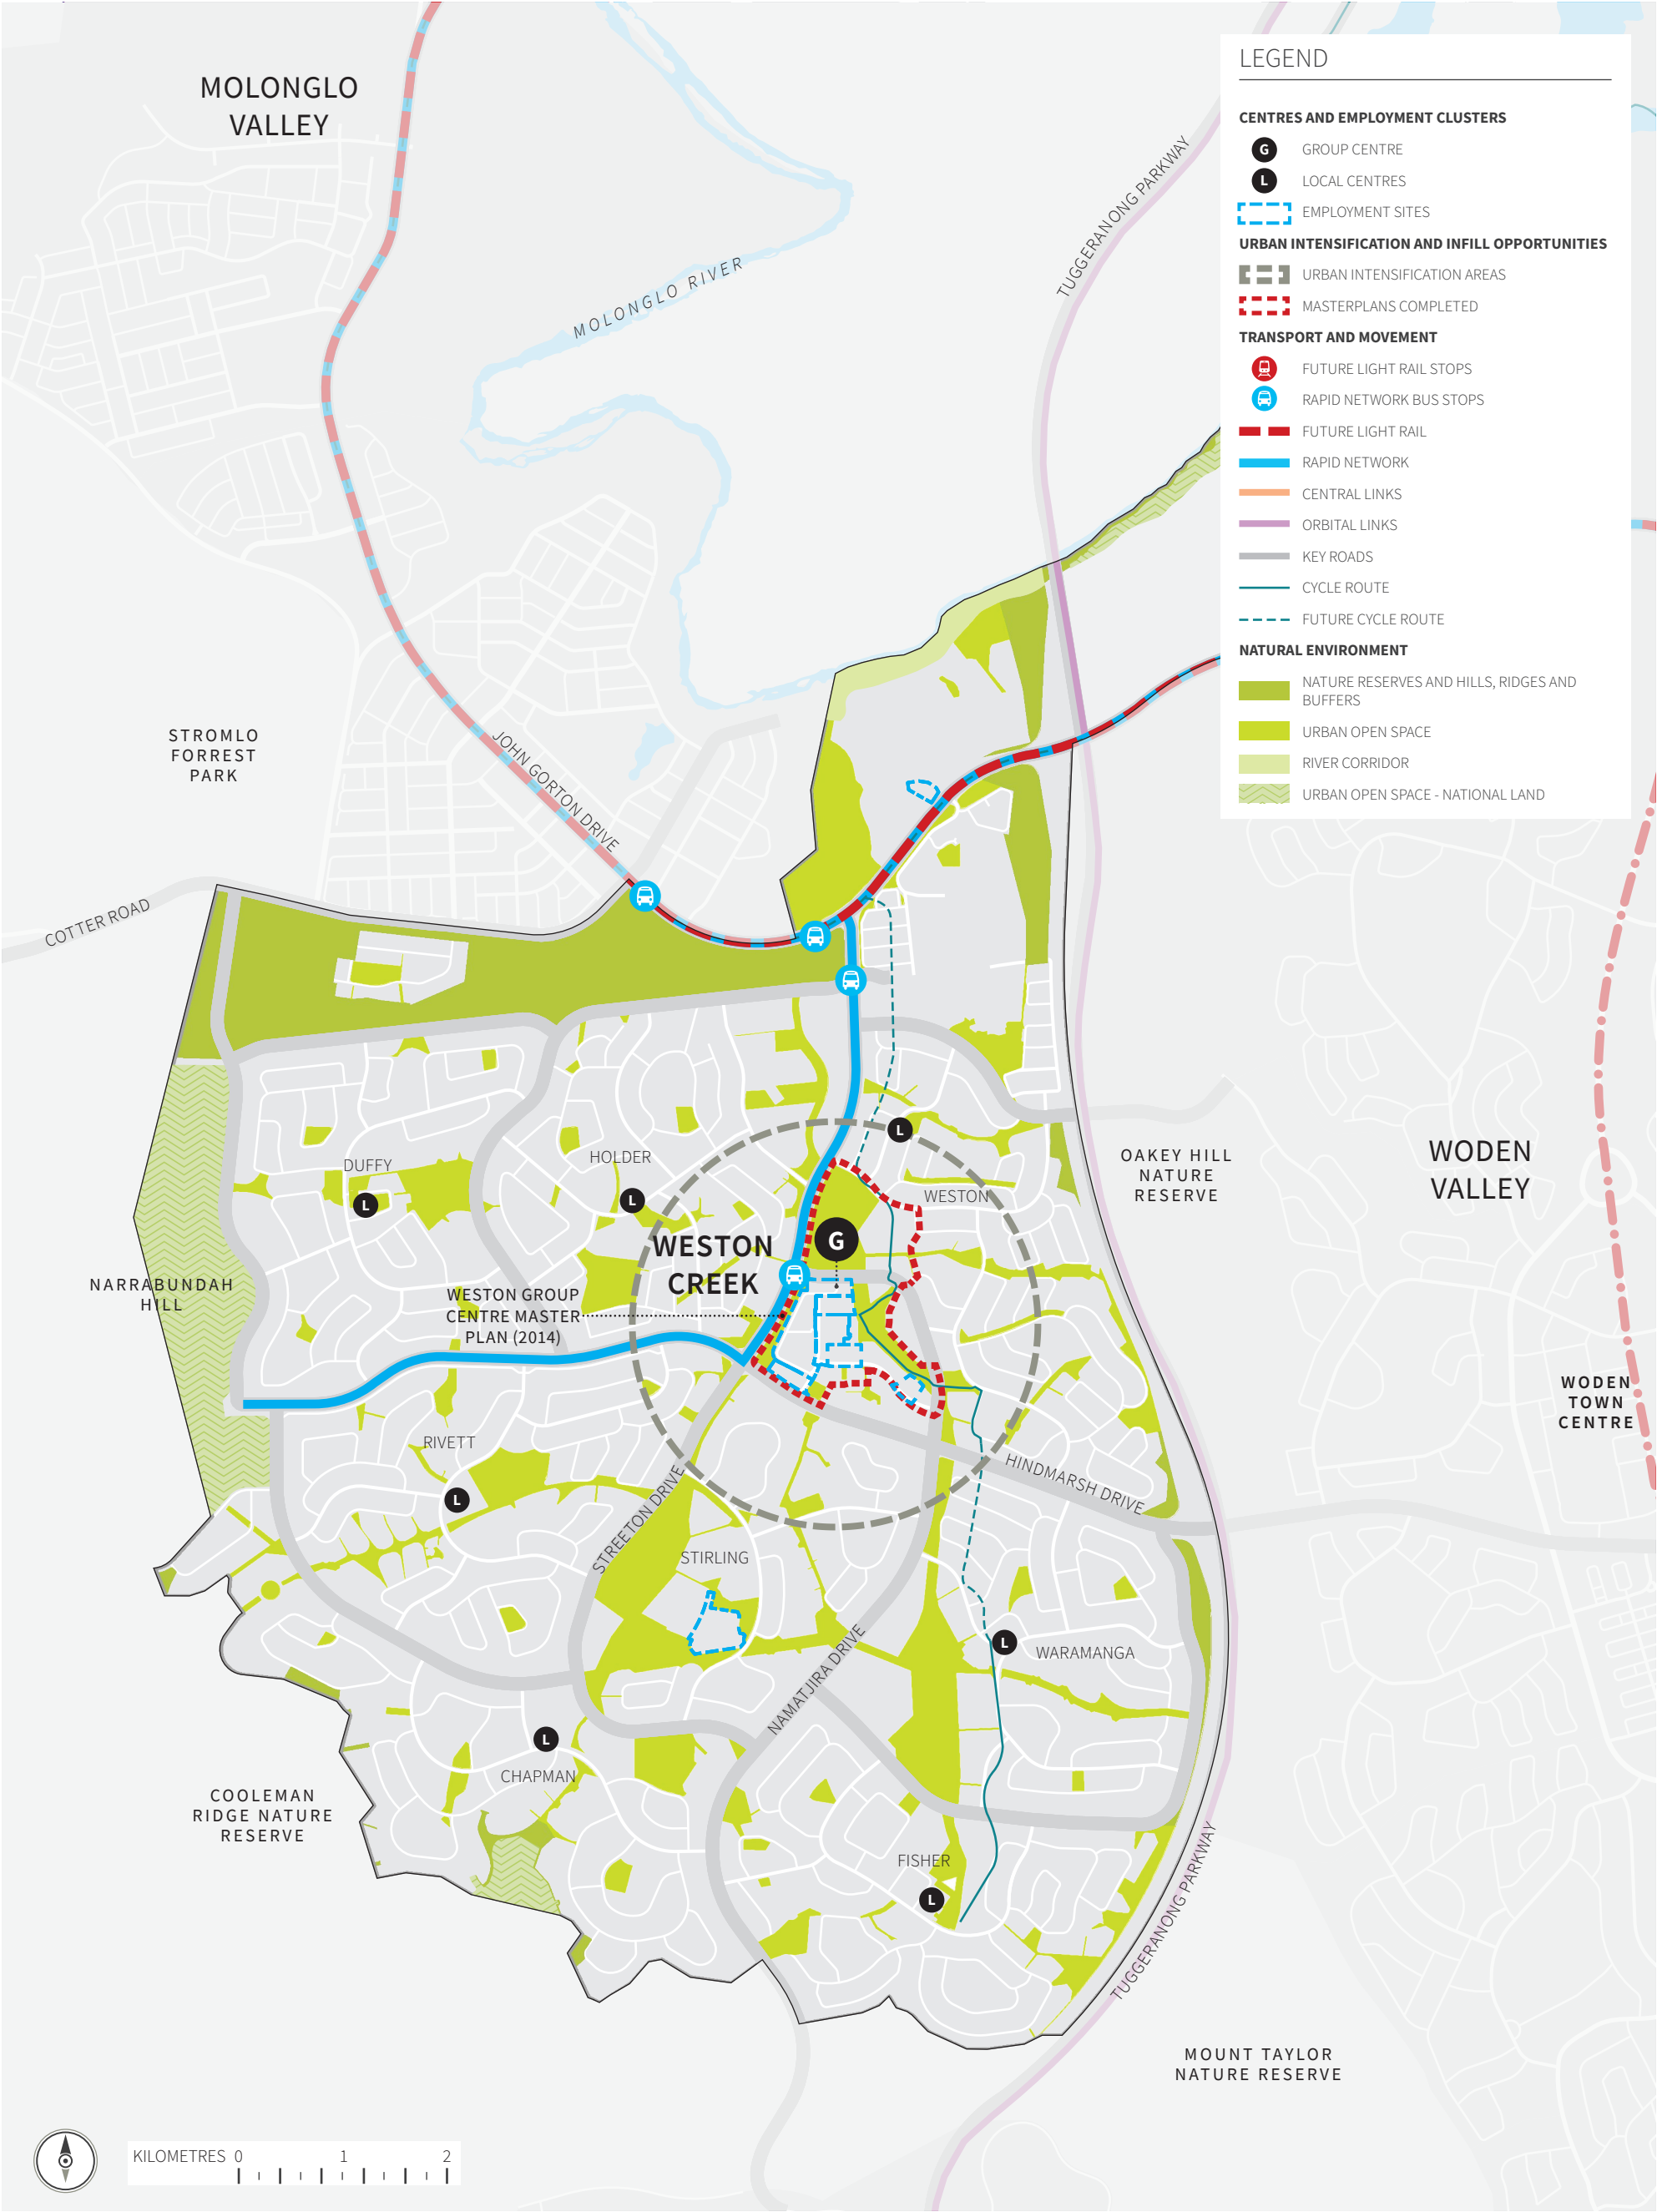 MOLONGLO
VALLEY
MOLONGLO RIVER
TUGGERANONG PARKWAY
LEGEND
CENTRES AND EMPLOYMENT CLUSTERS
G GROUP CENTRE
L LOCAL CENTRES
EMPLOYMENT SITES
URBAN INTENSIFICATION AND INFILL OPPORTUNITIES
URBAN INTENSIFICATION AREAS
MASTERPLANS COMPLETED
TRANSPORT AND MOVEMENT
FUTURE LIGHT RAIL STOPS
RAPID NETWORK BUS STOPS
FUTURE LIGHT RAIL
RAPID NETWORK
CENTRAL LINKS
ORBITAL LINKS
KEY ROADS
CYCLE ROUTE
FUTURE CYCLE ROUTE
NATURAL ENVIRONMENT
NATURE RESERVES AND HILLS, RIDGES AND
BUFFERS
URBAN OPEN SPACE
RIVER CORRIDOR
URBAN OPEN SPACE - NATIONAL LAND
STROMLO
FORREST
PARK
JOHN GORTON DRIVE
COTTER ROAD
L
HOLDER
DUFFY
L
L
WESTON
OAKEY HILL
NATURE
RESERVE
WODEN
VALLEY
G
WESTON
CREEK
NARRABUNDAH
HILL
WESTON GROUP
CENTRE MASTER
PLAN (2014)
WODEN
TOWN
CENTRE
RIVETT
L
HINDMARSH DRIVE
STREETON DRIVE
STIRLING
L
WARAMANGA
NAMATJIRA DRIVE
L
CHAPMAN
COOLEMAN
RIDGE NATURE
RESERVE
FISHER
L
TUGGERANONG PARKWAY
MOUNT TAYLOR
NATURE RESERVE
KILOMETRES 0 1 2